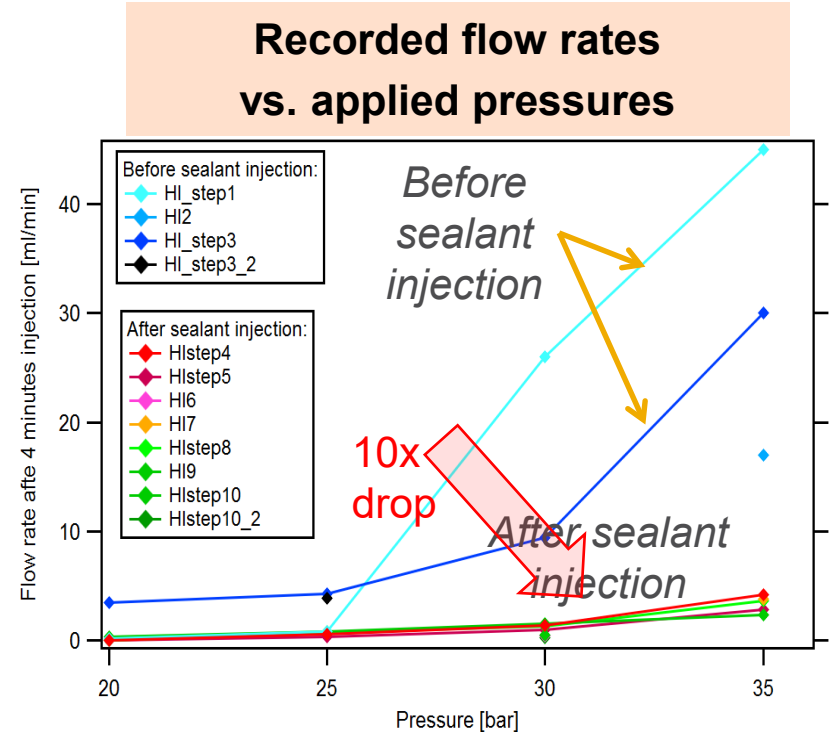 Recorded flow rates
vs. applied pressures
Before sealant injection:
HI_step1
HI2
HI_step3
HI_step3_2
After sealant injection:
HIstep4
HIstep5
HI6
HI7
HIstep8
HI9
HIstep10
HIstep10_2
Before
sealant
injection
10x
drop
After sealant
injection
Flow rate afte 4 minutes injection [ml/min]
40
30
20
10
0
20
25
30
35
Pressure [bar]